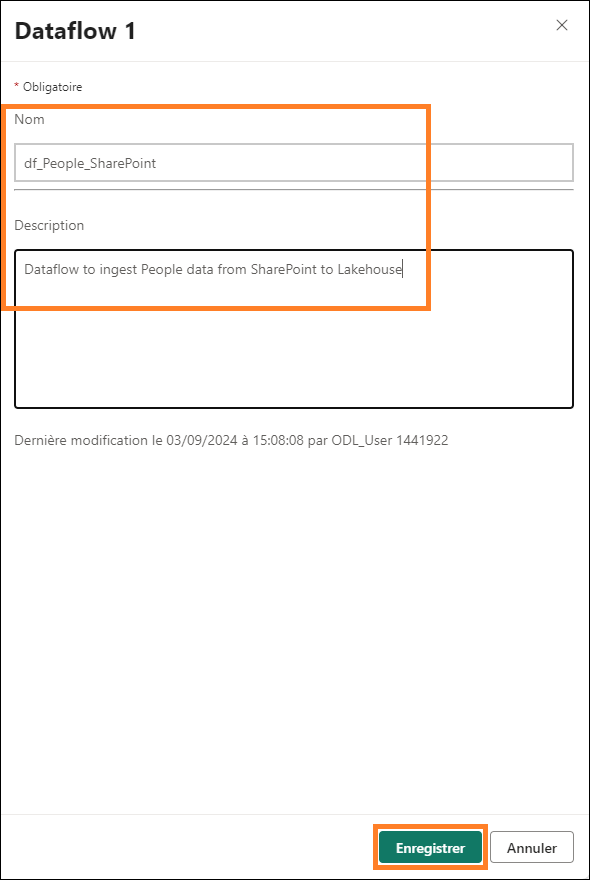 Dataflow 1
* Obligatoire
Nom
df_People_SharePoint
Description
Dataflow to ingest People data from SharePoint to Lakehouse
Dernière modification le 03/09/2024 à 15:08:08 par ODL_User 1441922
Enregistrer
Annuler